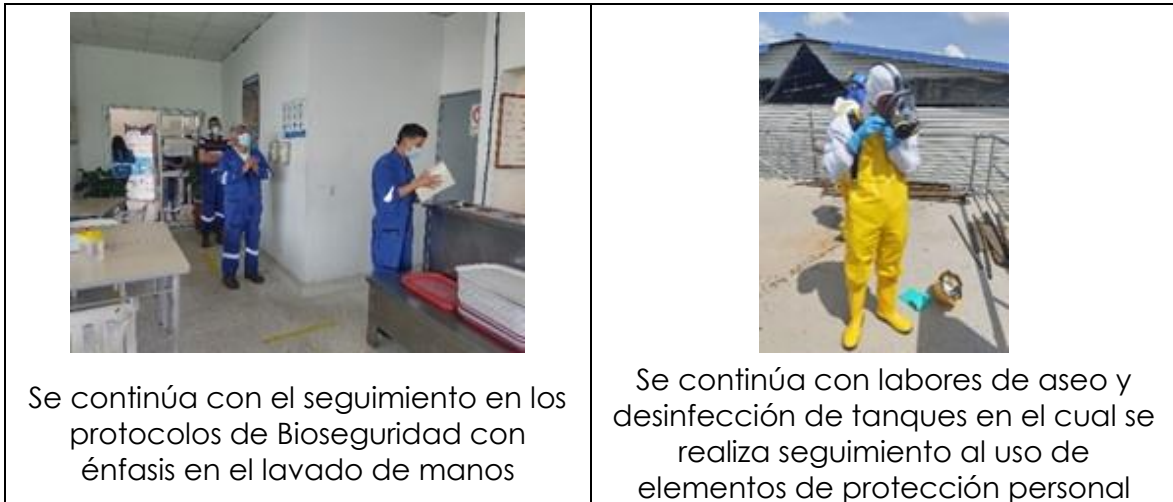 Se continúa con el seguimiento en los
protocolos de Bioseguridad con
énfasis en el lavado de manos
Se continúa con labores de aseo y
desinfección de tanques en el cual se
realiza seguimiento al uso de
elementos de protección personal